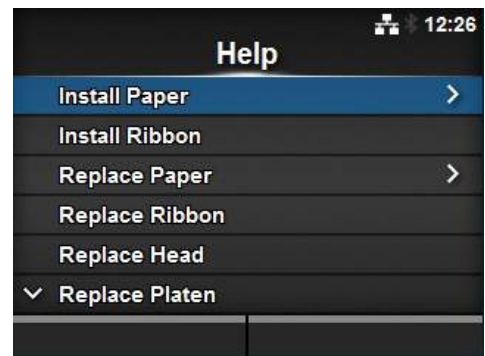 12:26
Help
Install Paper
Install Ribbon
Replace Paper
Replace Ribbon
Replace Head
Replace Platen